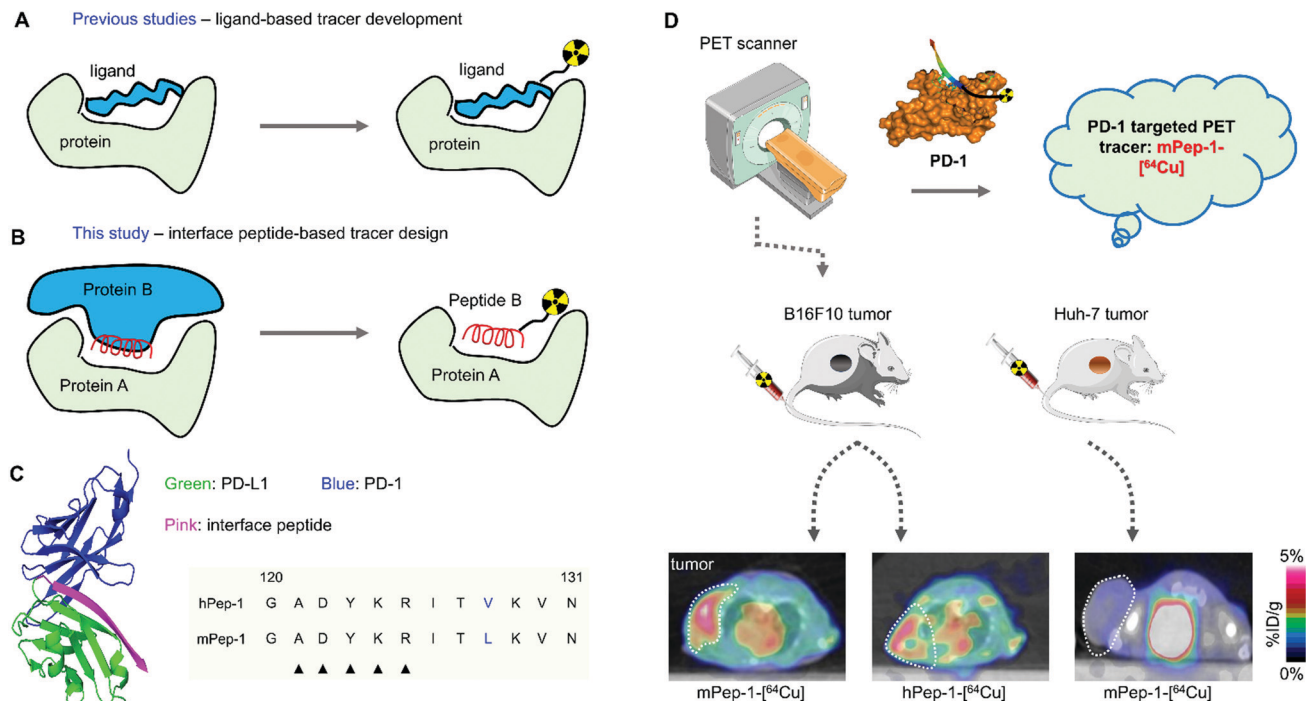 A Previous studies – ligand-based tracer development
ligand
protein
ligand
protein
B This study – interface peptide-based tracer design
Protein B
Protein A
Peptide B
Protein A
C
Green: PD-L1 Blue: PD-1
Pink: interface peptide
120 131
hPep-1 G A D Y K R I T V K V N
mPep-1 G A D Y K R I T L K V N
D
PET scanner
PD-1
PD-1 targeted PET
tracer: mPep-1-
[⁶⁴Cu]
B16F10 tumor Huh-7 tumor
tumor
mPep-1-[⁶⁴Cu] hPep-1-[⁶⁴Cu] mPep-1-[⁶⁴Cu]
5%
%ID/g
0%